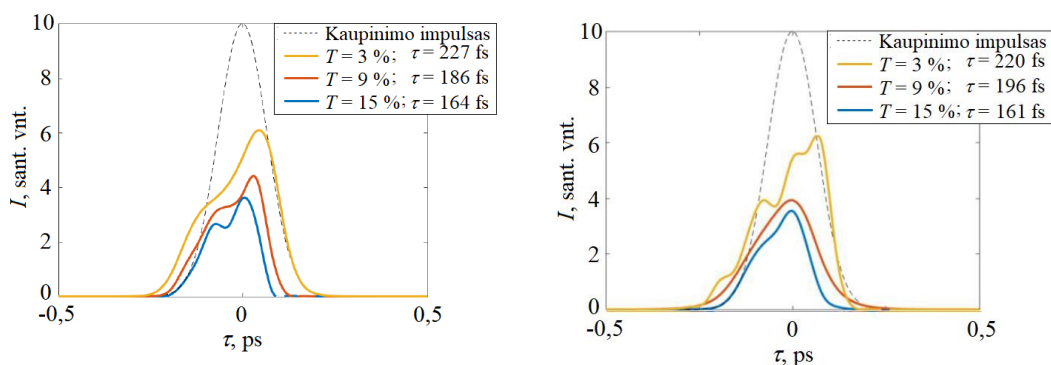 10
8
6
4
2
0
I, sant. vnt.
-0,5
0
0,5
τ, ps
Kaupinimo impulsas
T = 3 %; τ = 227 fs
T = 9 %; τ = 186 fs
T = 15 %; τ = 164 fs
10
8
6
4
2
0
I, sant. vnt.
-0,5
0
0,5
τ, ps
Kaupinimo impulsas
T = 3 %; τ = 220 fs
T = 9 %; τ = 196 fs
T = 15 %; τ = 161 fs